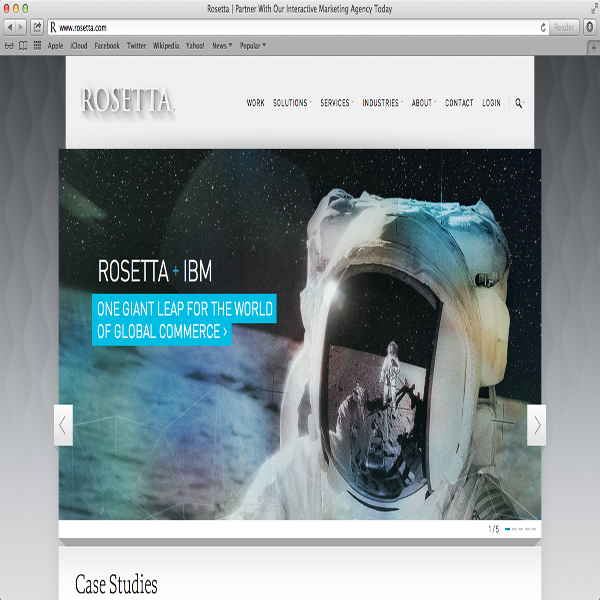 Rosetta | Partner With Our Interactive Marketing Agency Today
R www.rosetta.com
Reader
Apple iCloud Facebook Twitter Wikipedia Yahoo! News Popular
ROSETTA.
WORK SOLUTIONS SERVICES INDUSTRIES ABOUT CONTACT LOGIN
ROSETTA + IBM
ONE GIANT LEAP FOR THE WORLD
OF GLOBAL COMMERCE >
1/5
Case Studies